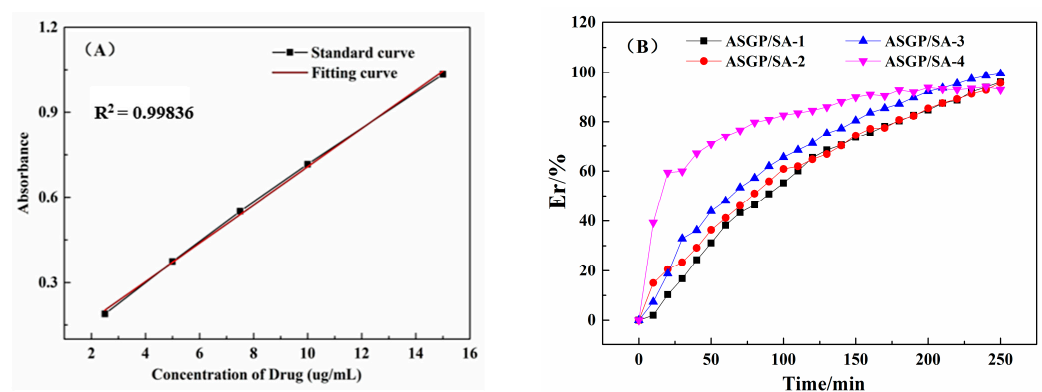 (A)
Standard curve
Fitting curve
R² = 0.99836
1.2
0.9
0.6
0.3
Absorbance
2 4 6 8 10 12 14 16
Concentration of Drug (ug/mL)
(B)
ASGP/SA-1 ASGP/SA-3
ASGP/SA-2 ASGP/SA-4
120
100
80
60
40
20
0
Er/%
0 50 100 150 200 250
Time/min